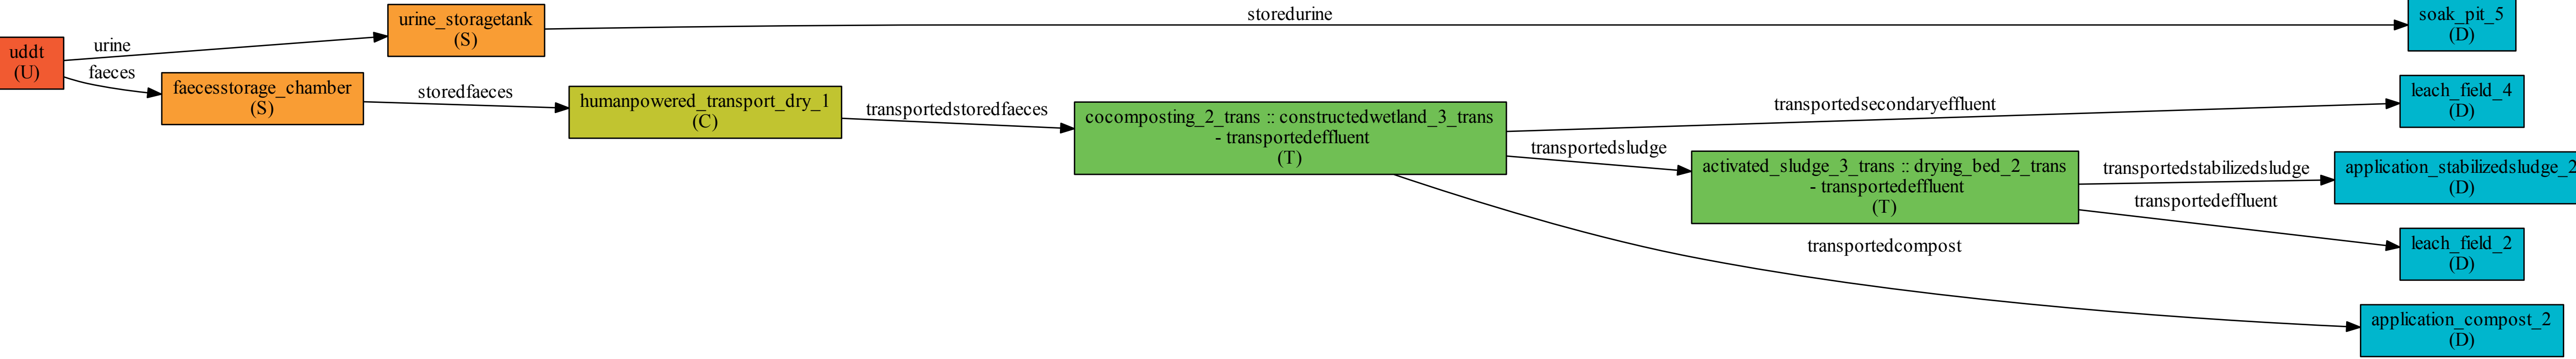 uddt
(U)
urine
faeces
urine_storagetank
(S)
faecesstorage_chamber
(S)
storedurine
storedfaeces
humanpowered_transport_dry_1
(C)
transportedstoredfaeces
cocomposting_2_trans :: constructedwetland_3_trans
- transportedeffluent
(T)
transportedsecondaryeffluent
transportedsludge
transportedcompost
activated_sludge_3_trans :: drying_bed_2_trans
- transportedeffluent
(T)
transportedstabilizedsludge
transportedeffluent
soak_pit_5
(D)
leach_field_4
(D)
application_stabilizedsludge_2
(D)
leach_field_2
(D)
application_compost_2
(D)